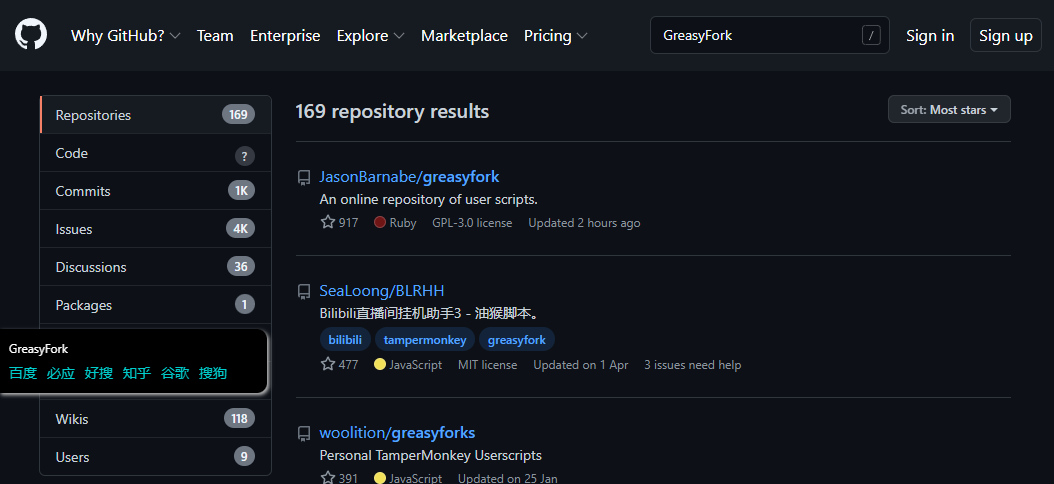 Why GitHub? Team Enterprise Explore Marketplace Pricing GreasyFork / Sign in Sign up
Repositories 169
Code ?
Commits 1K
Issues 4K
Discussions 36
Packages 1
GreasyFork
百度 必应 好搜 知乎 谷歌 搜狗
Wikis 118
Users 9
169 repository results
Sort: Most stars
JasonBarnabe/greasyfork
An online repository of user scripts.
917 Ruby GPL-3.0 license Updated 2 hours ago
SeaLoong/BLRHH
Bilibili直播间挂机助手3 - 油猴脚本。
bilibili tampermonkey greasyfork
477 JavaScript MIT license Updated on 1 Apr 3 issues need help
woolition/greasyforks
Personal TamperMonkey Userscripts
391 JavaScript Updated on 25 Jan